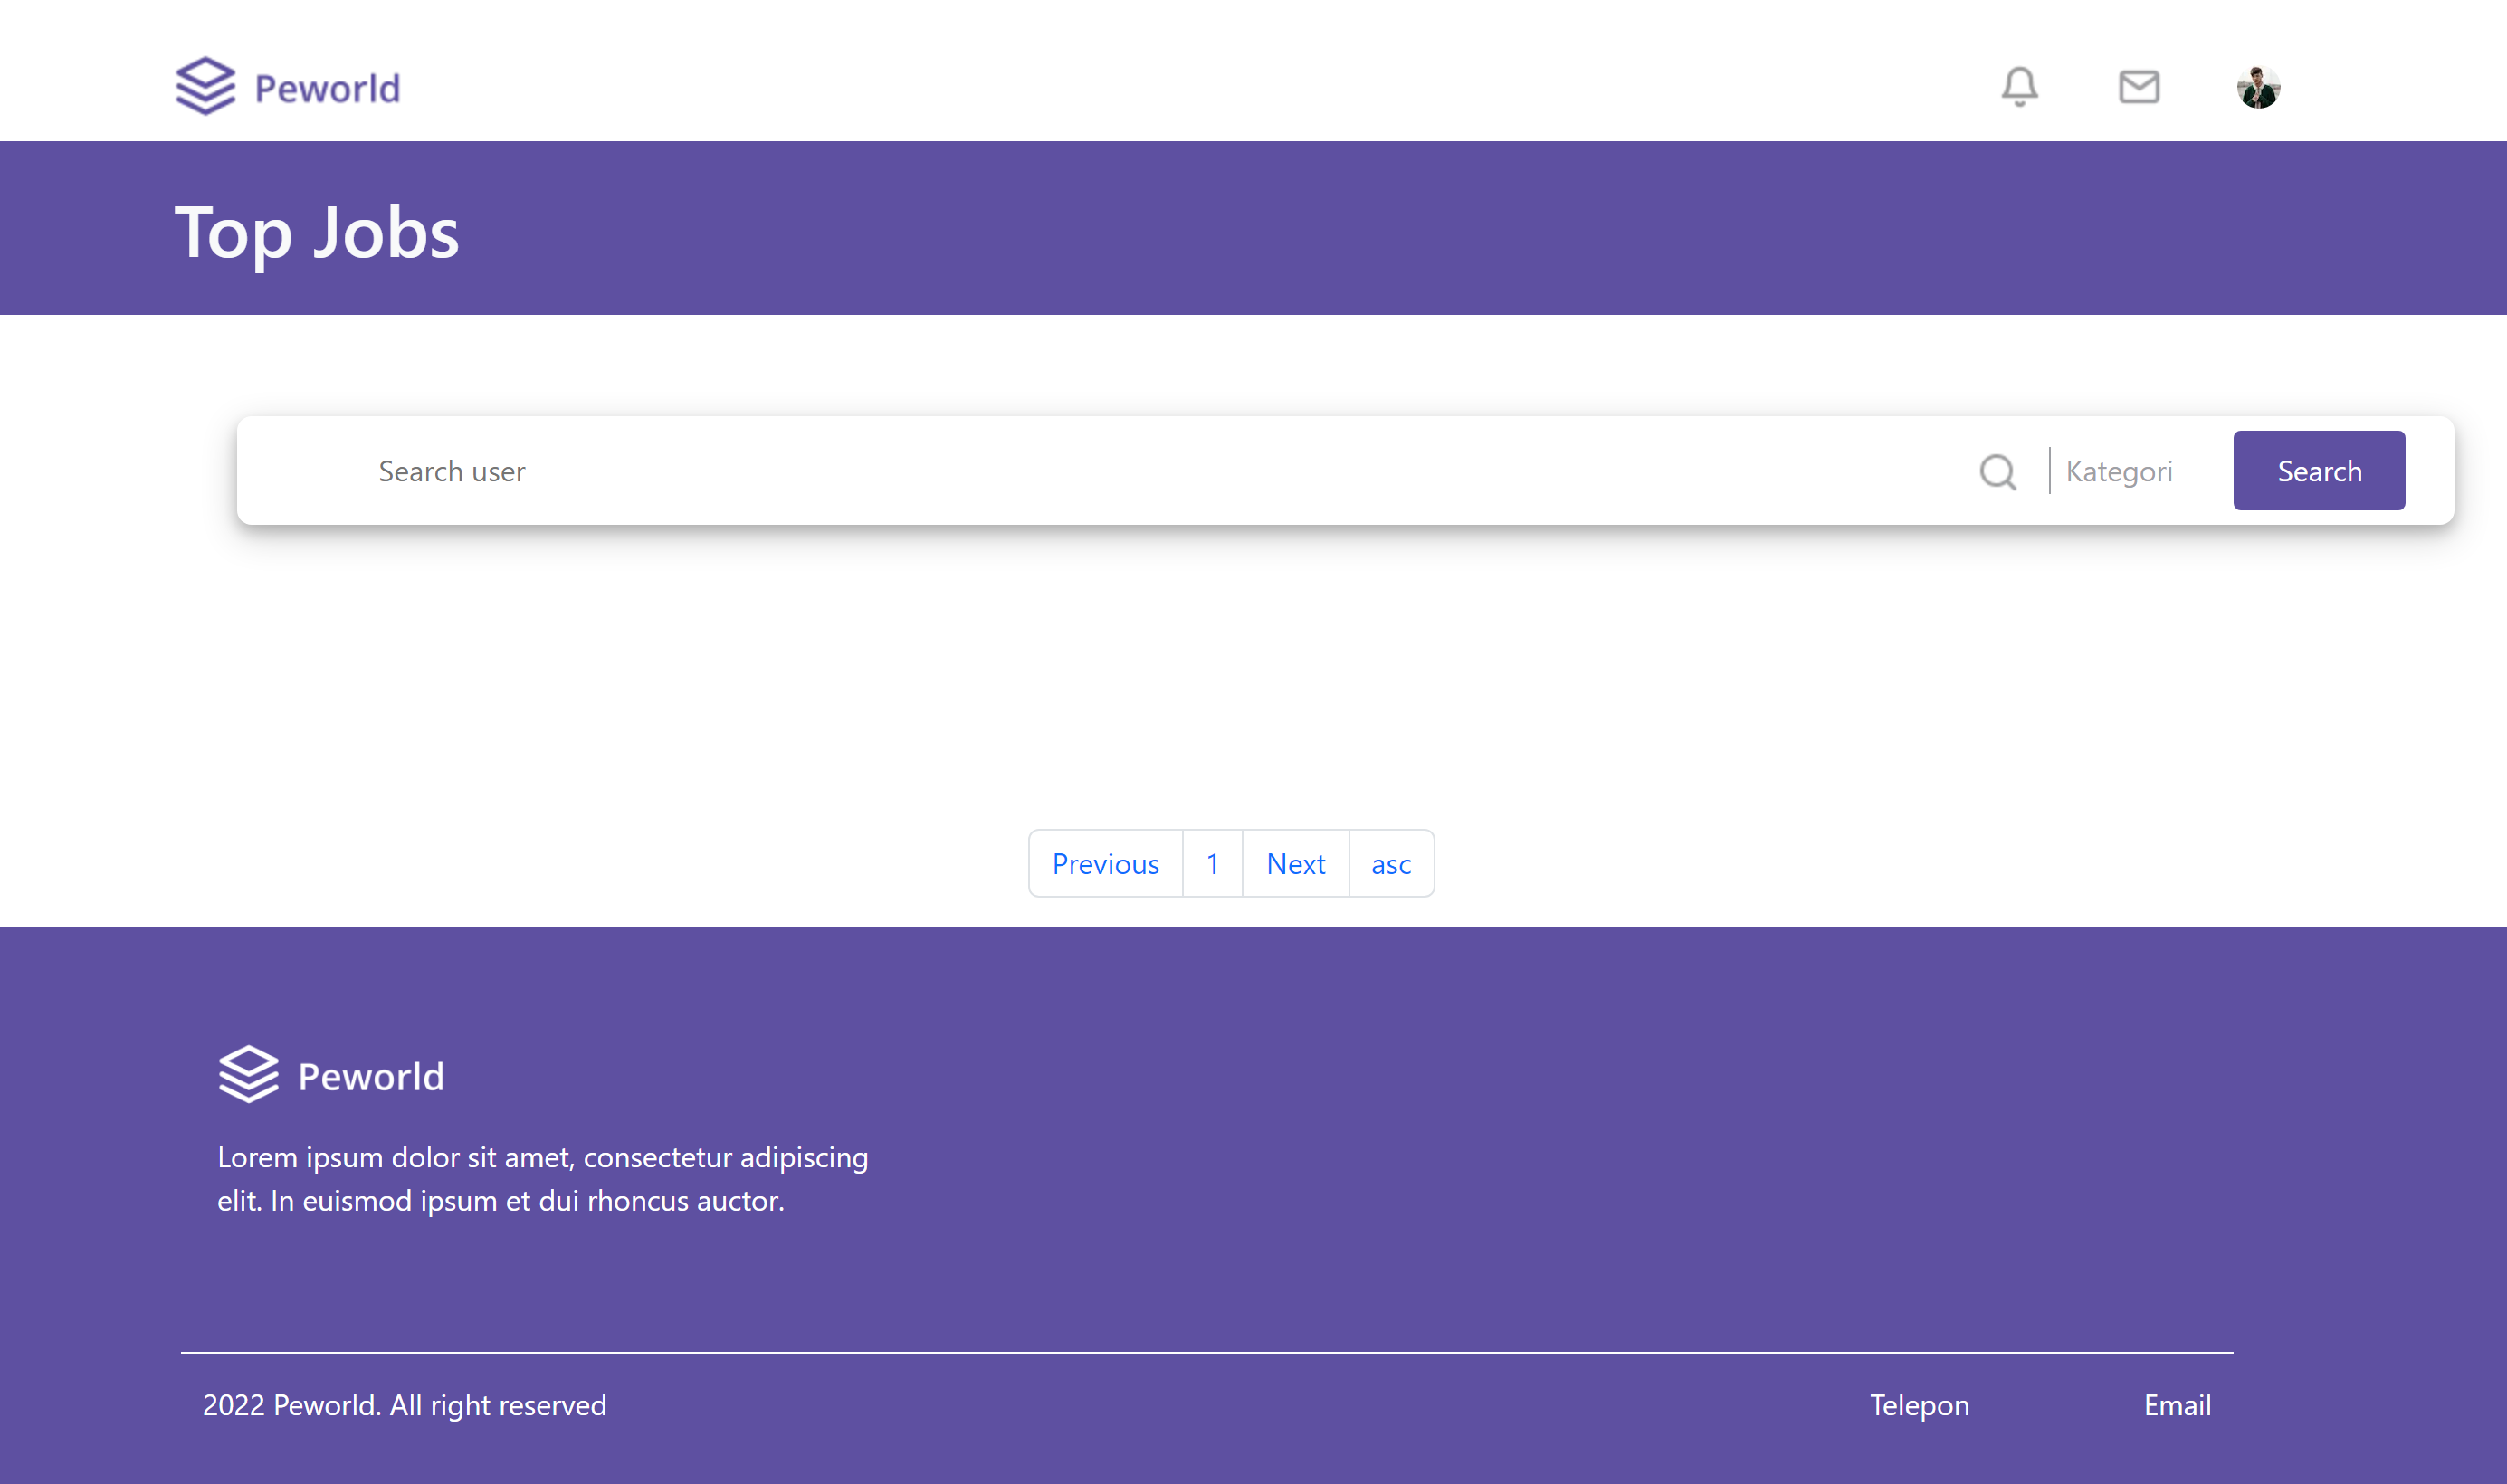 Peworld
Top Jobs
Search user
Kategori
Search
Previous
1
Next
asc
Peworld
Lorem ipsum dolor sit amet, consectetur adipiscing
elit. In euismod ipsum et dui rhoncus auctor.
2022 Peworld. All right reserved
Telepon
Email